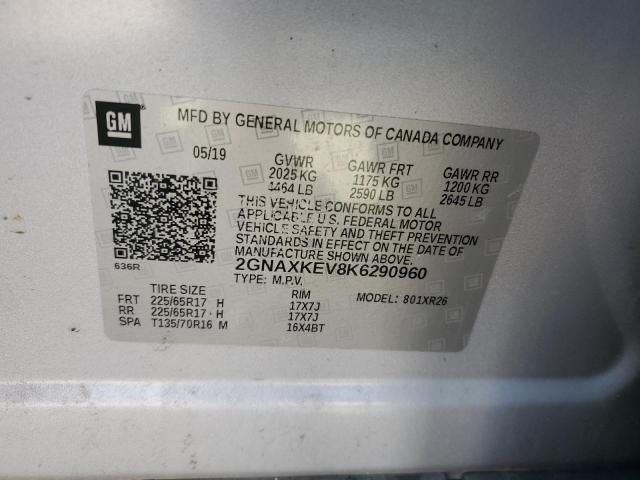 GM
MFD BY GENERAL MOTORS OF CANADA COMPANY
05/19 GVWR GAWR FRT GAWR RR
2025 KG 1175 KG 1200 KG
4464 LB 2590 LB 2645 LB
THIS VEHICLE CONFORMS TO ALL
APPLICABLE U.S. FEDERAL MOTOR
VEHICLE SAFETY AND THEFT PREVENTION
STANDARDS IN EFFECT ON THE DATE OF
MANUFACTURE SHOWN ABOVE.
636R 2GNAXKEV8K6290960
TYPE: M.P.V.
TIRE SIZE RIM MODEL: 801XR26
FRT 225/65R17 H 17X7J
RR 225/65R17 H 17X7J
SPA T135/70R16 M 16X4BT